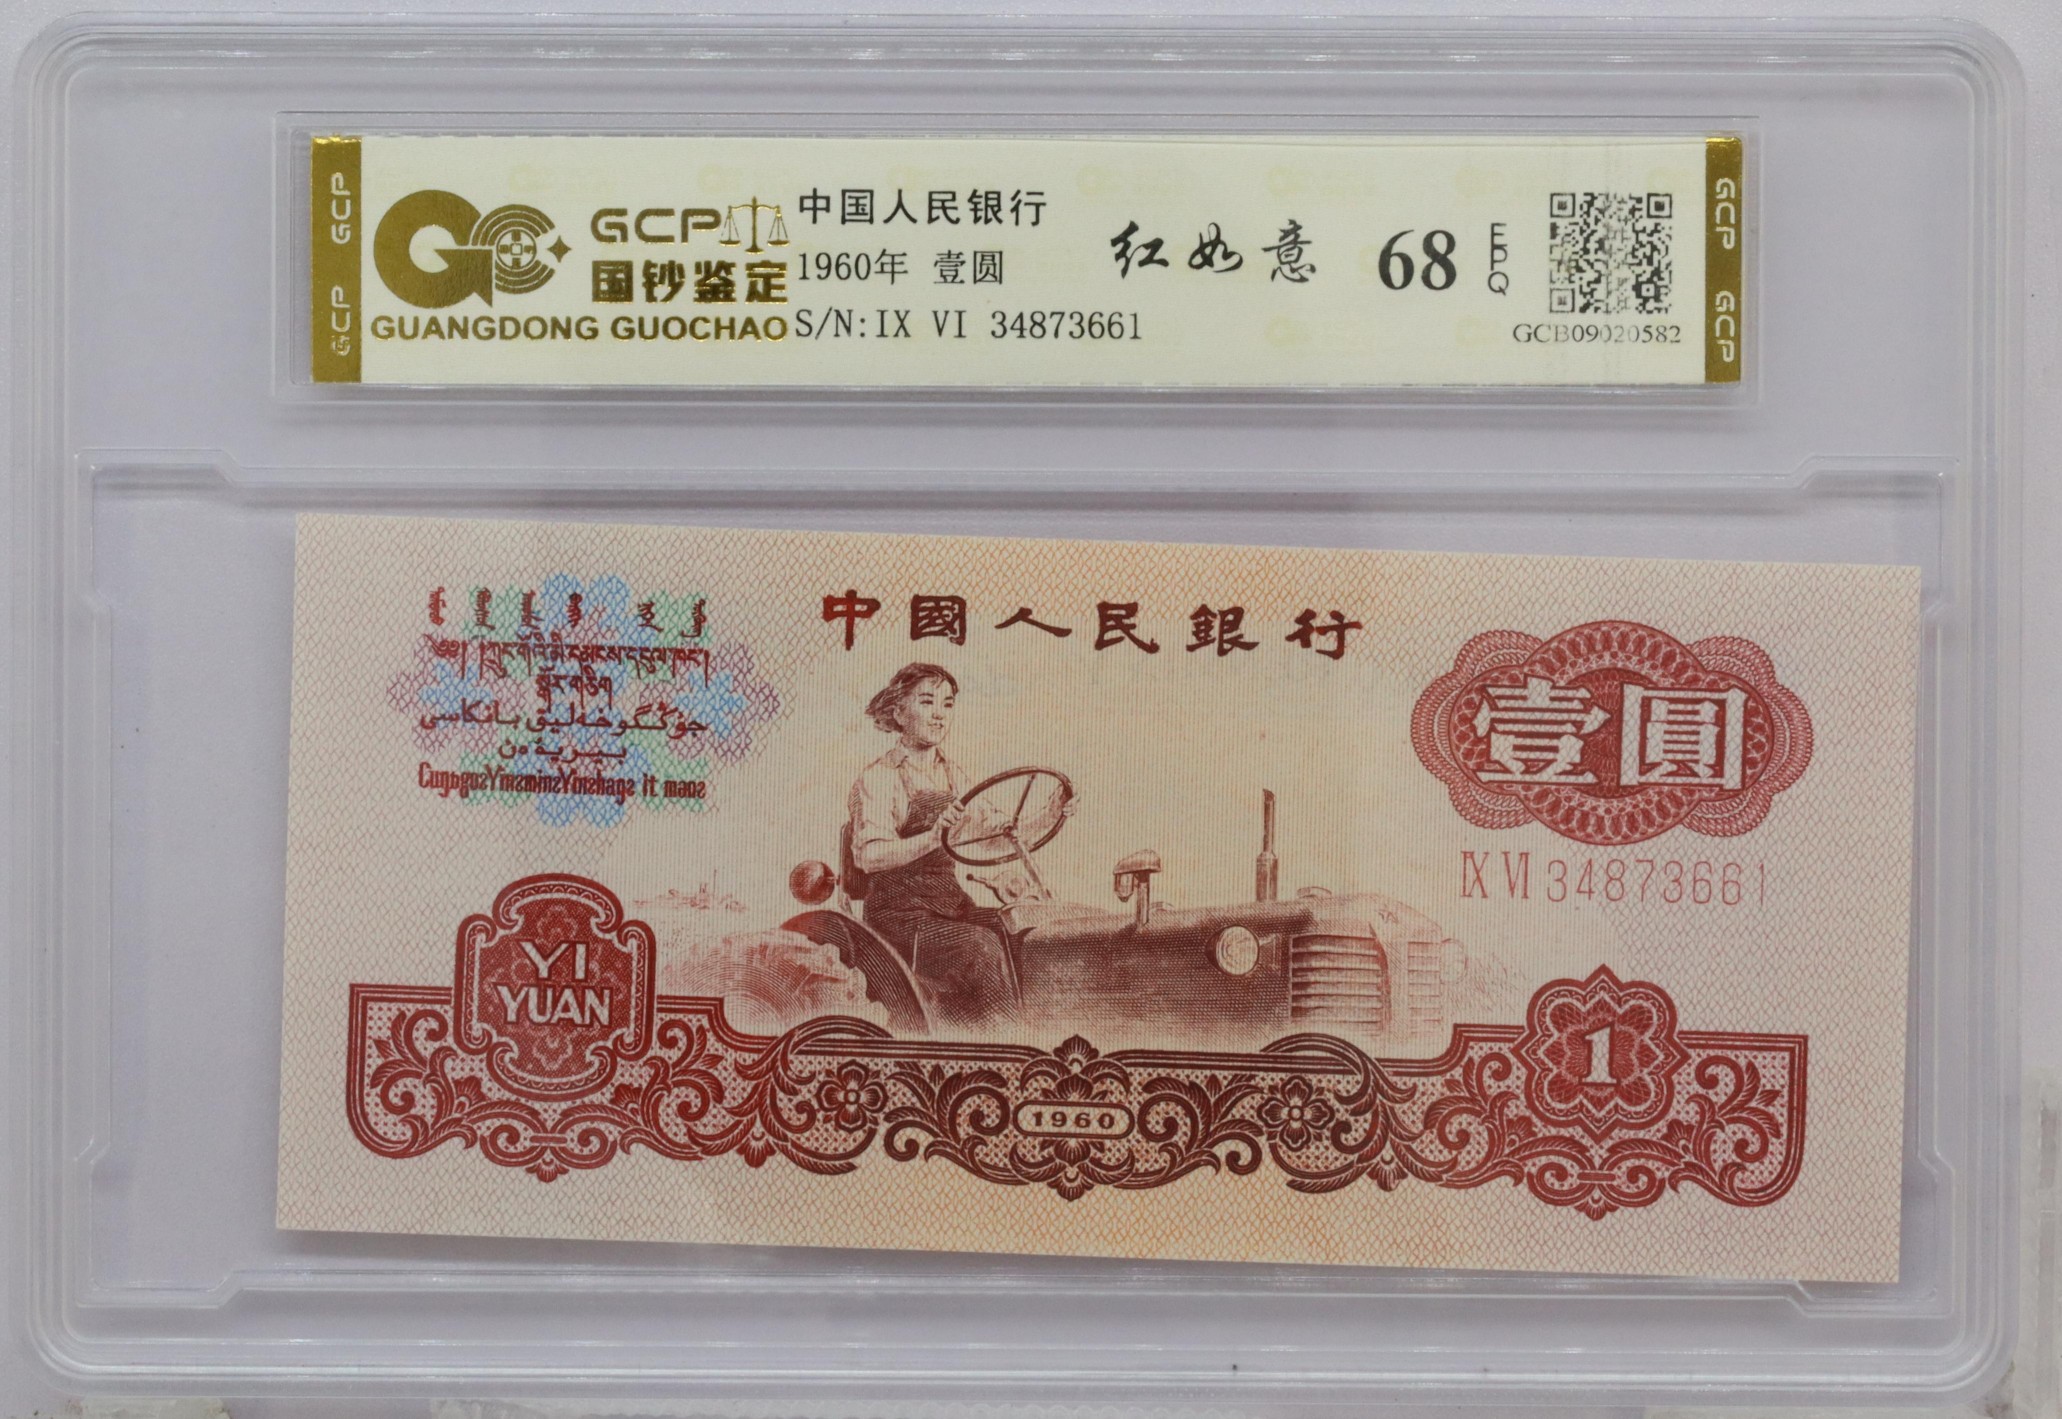 GCP
GCP
GC
GCP
国钞鉴定
GUANGDONG GUOCHAO
中国人民银行
1960年 壹圆
S/N:IX VI 34873661
红如意
68
EPQ
GCB09020582
GCP
GCP
中國人民銀行
壹圓
IX VI 34873661
YI
YUAN
1960
1